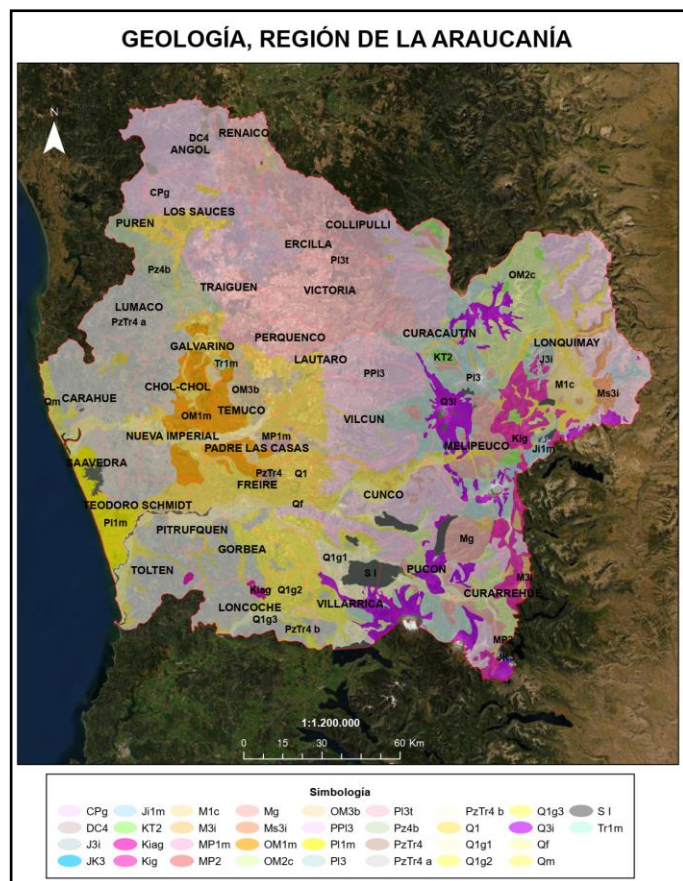 GEOLOGÍA, REGIÓN DE LA ARAUCANÍA
N
RENAICO
DC4
ANGOL
CPg
LOS SAUCES
PUREN
COLLIPULLI
ERCILLA
Pl3t
Pz4b
OM2c
TRAIGUEN
VICTORIA
LUMACO
PzTr4 a
CURACAUTIN
PERQUENCO
LONQUIMAY
GALVARINO
LAUTARO
KT2
J3i
Tr1m
PPl3
Pl3
CHOL-CHOL
OM3b
M1c
Ms3i
Qm
CARAHUE
Q3i
OM1m
TEMUCO
VILCUN
NUEVA IMPERIAL
MP1m
Kig
PADRE LAS CASAS
MELIPEUCO
Ji1m
SAAVEDRA
PzTr4
Q1
FREIRE
CUNCO
TEODORO SCHMIDT
Qf
Pl1m
PITRUFQUEN
Mg
GORBEA
Q1g1
TOLTEN
S I
PUCON
M3i
Kiag
Q1g2
CURARREHUE
LONCOCHE
VILLARRICA
Q1g3
PzTr4 b
MP2
JK3
1:1.200.000
0 15 30 60 Km
Simbología
CPg Ji1m M1c Mg OM3b Pl3t PzTr4 b Q1g3 S I
DC4 KT2 M3i Ms3i PPl3 Pz4b Q1 Q3i Tr1m
J3i Kiag MP1m OM1m Pl1m PzTr4 Q1g1 Qf
JK3 Kig MP2 OM2c Pl3 PzTr4 a Q1g2 Qm